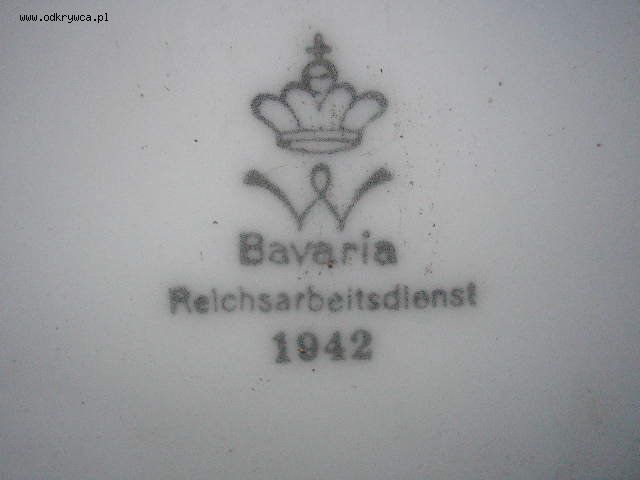 www.odkrywca.pl
W
Bavaria
Reichsarbeitsdienst
1942